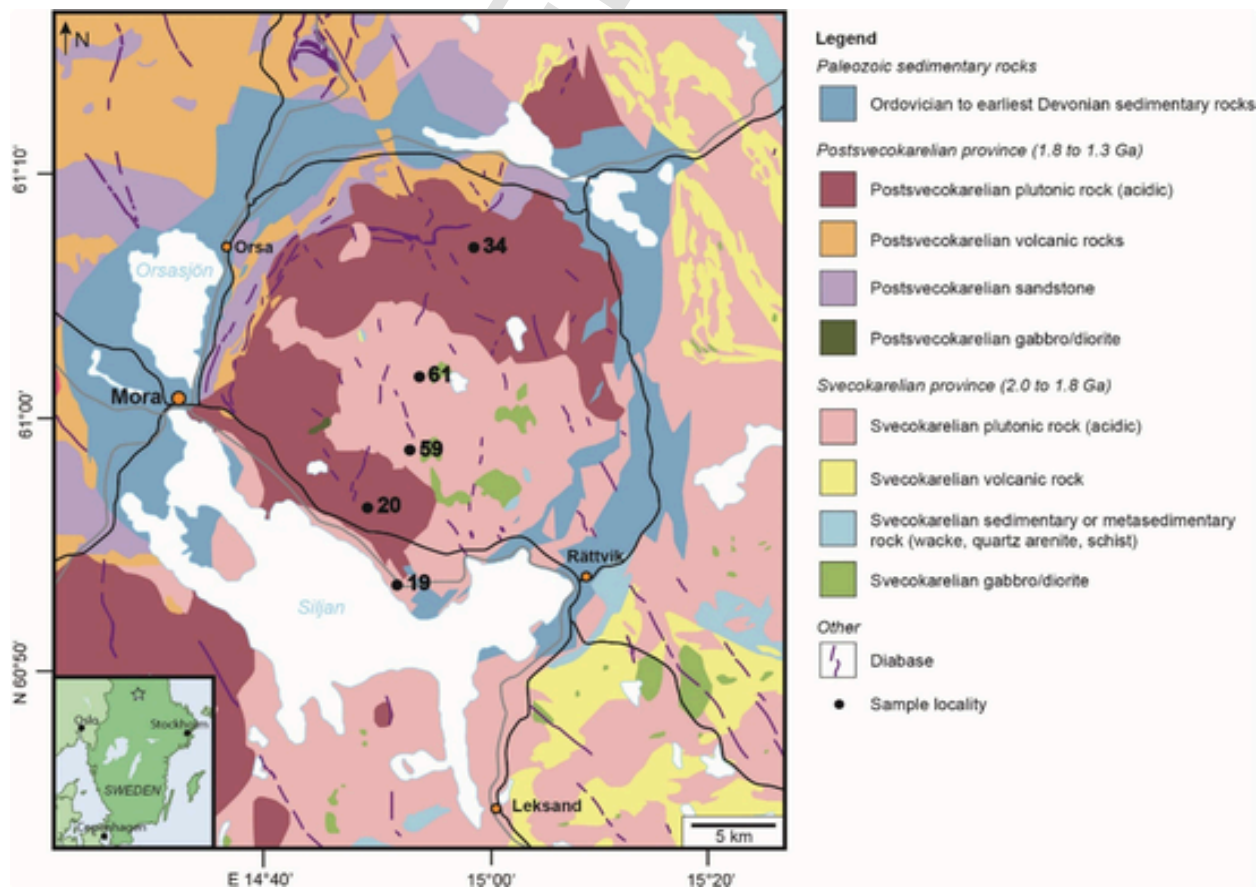 N
61°10'
61°00'
N 60°50'
Orsa
Orsasjön
34
61
Mora
59
20
Rättvik
19
Siljan
Oslo
Stockholm
SWEDEN
Copenhagen
Leksand
5 km
E 14°40'
15°00'
15°20'
Legend
Paleozoic sedimentary rocks
Ordovician to earliest Devonian sedimentary rocks
Postsvecokarelian province (1.8 to 1.3 Ga)
Postsvecokarelian plutonic rock (acidic)
Postsvecokarelian volcanic rocks
Postsvecokarelian sandstone
Postsvecokarelian gabbro/diorite
Svecokarelian province (2.0 to 1.8 Ga)
Svecokarelian plutonic rock (acidic)
Svecokarelian volcanic rock
Svecokarelian sedimentary or metasedimentary
rock (wacke, quartz arenite, schist)
Svecokarelian gabbro/diorite
Other
Diabase
Sample locality